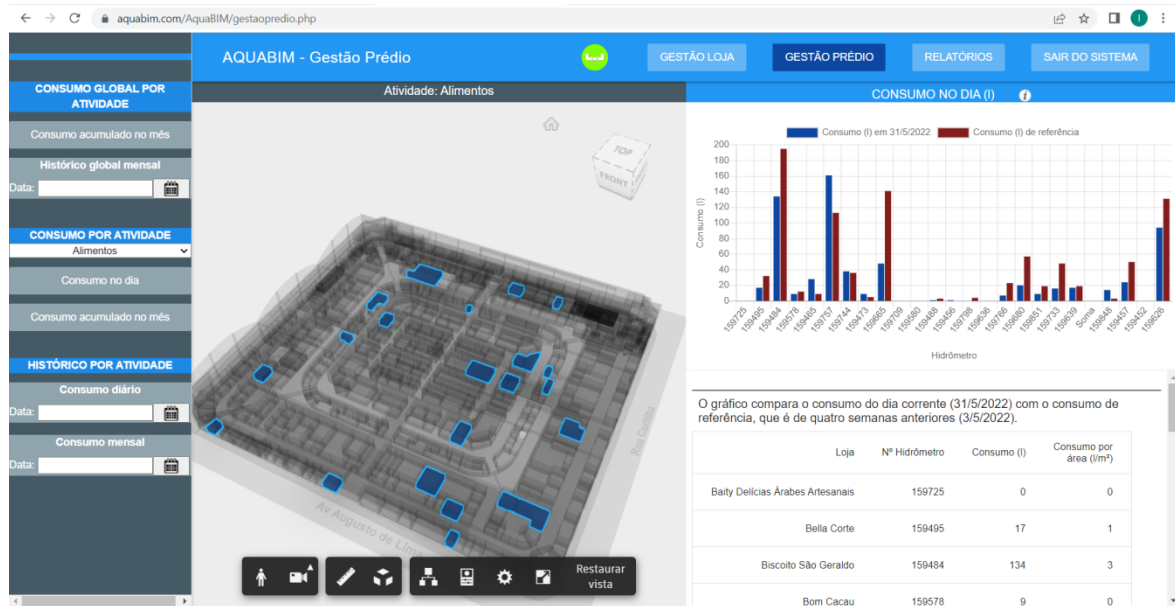 aquabim.com/AquaBIM/gestaopredio.php
AQUABIM - Gestão Prédio
GESTÃO LOJA
GESTÃO PRÉDIO
RELATÓRIOS
SAIR DO SISTEMA
CONSUMO GLOBAL POR
ATIVIDADE
Consumo acumulado no mês
Histórico global mensal
Data:
CONSUMO POR ATIVIDADE
Alimentos
Consumo no dia
Consumo acumulado no mês
HISTÓRICO POR ATIVIDADE
Consumo diário
Data:
Consumo mensal
Data:
Atividade: Alimentos
TOP
FRONT
Rua Curitiba
Av Augusto de Lima
Restaurar
vista
CONSUMO NO DIA (l)
Consumo (l) em 31/5/2022 Consumo (l) de referência
Consumo (l)
200
180
160
140
120
100
80
60
40
20
0
159725
159495
159484
159578
159465
159757
159744
159473
159665
159709
159580
159488
159456
159798
159636
159766
159680
159851
159733
159639
Soma
159848
159457
159452
159626
Hidrômetro
O gráfico compara o consumo do dia corrente (31/5/2022) com o consumo de
referência, que é de quatro semanas anteriores (3/5/2022).
Loja Nº Hidrômetro Consumo (l) Consumo por área (l/m²)
Baity Delícias Árabes Artesanais 159725 0 0
Bella Corte 159495 17 1
Biscoito São Geraldo 159484 134 3
Bom Cacau 159578 9 0